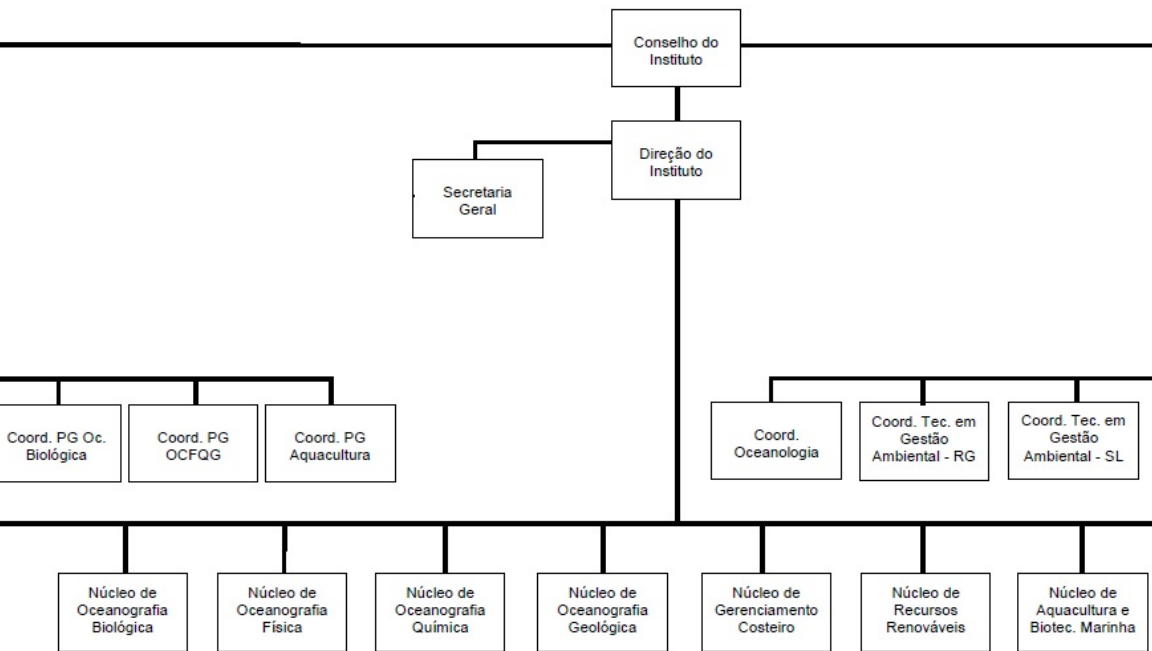 Conselho do
Instituto
Direção do
Instituto
Secretaria
Geral
Coord. PG Oc.
Biológica
Coord. PG
OCFQG
Coord. PG
Aquacultura
Coord.
Oceanologia
Coord. Tec. em
Gestão
Ambiental - RG
Coord. Tec. em
Gestão
Ambiental - SL
Núcleo de
Oceanografia
Biológica
Núcleo de
Oceanografia
Física
Núcleo de
Oceanografia
Química
Núcleo de
Oceanografia
Geológica
Núcleo de
Gerenciamento
Costeiro
Núcleo de
Recursos
Renováveis
Núcleo de
Aquacultura e
Biotec. Marinha